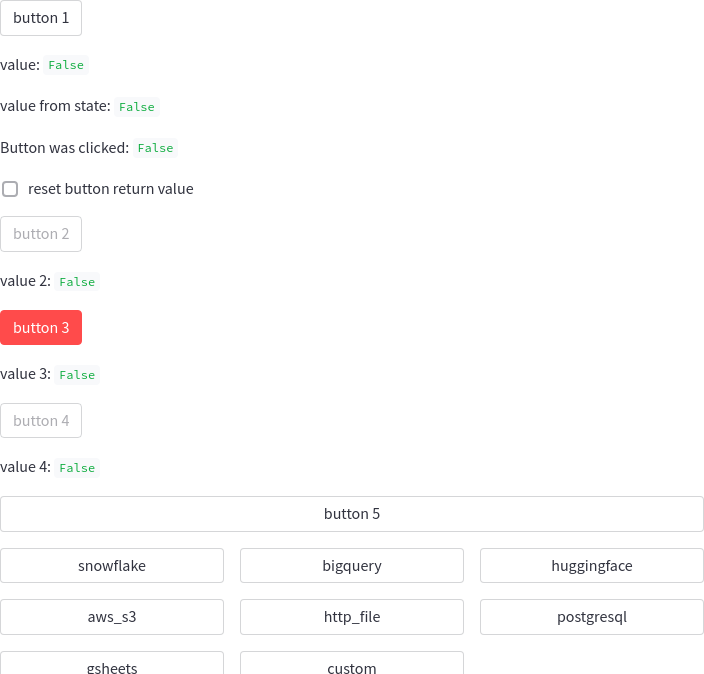 button 1
value: False
value from state: False
Button was clicked: False
reset button return value
button 2
value 2: False
button 3
value 3: False
button 4
value 4: False
button 5
snowflake bigquery huggingface
aws_s3 http_file postgresql
gsheets custom